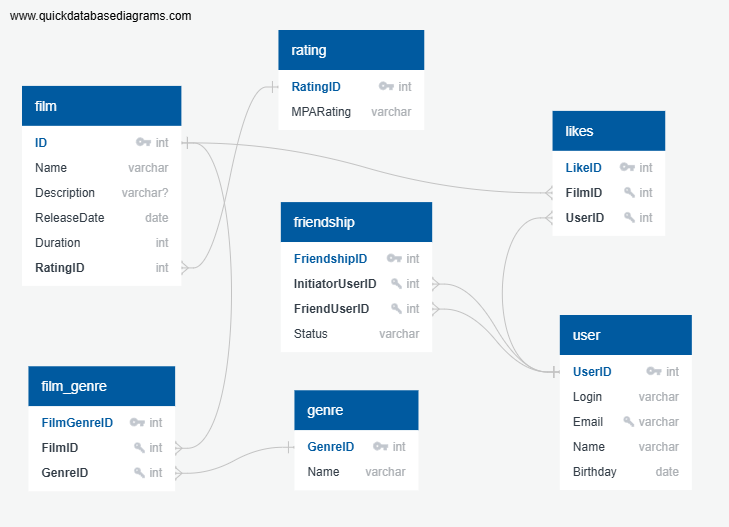 www.quickdatabasediagrams.com
rating
RatingID int
MPARating varchar
film
ID int
Name varchar
Description varchar?
ReleaseDate date
Duration int
RatingID int
likes
LikeID int
FilmID int
UserID int
friendship
FriendshipID int
InitiatorUserID int
FriendUserID int
Status varchar
user
UserID int
Login varchar
Email varchar
Name varchar
Birthday date
film_genre
FilmGenreID int
FilmID int
GenreID int
genre
GenreID int
Name varchar